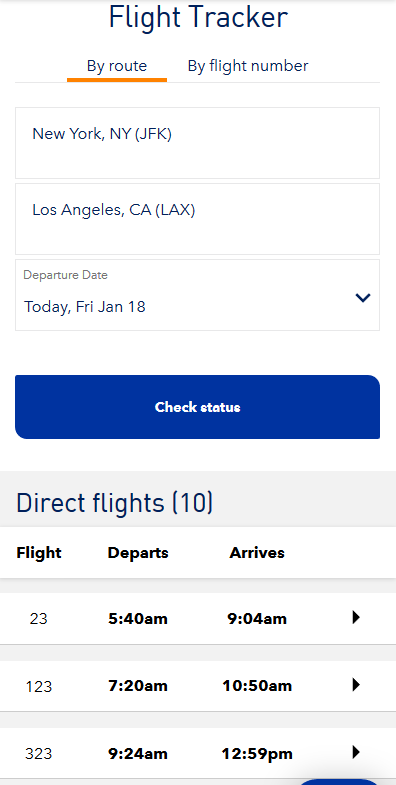 Flight Tracker
By route By flight number
New York, NY (JFK)
Los Angeles, CA (LAX)
Departure Date
Today, Fri Jan 18
Check status
Direct flights (10)
Flight Departs Arrives
23 5:40am 9:04am
123 7:20am 10:50am
323 9:24am 12:59pm